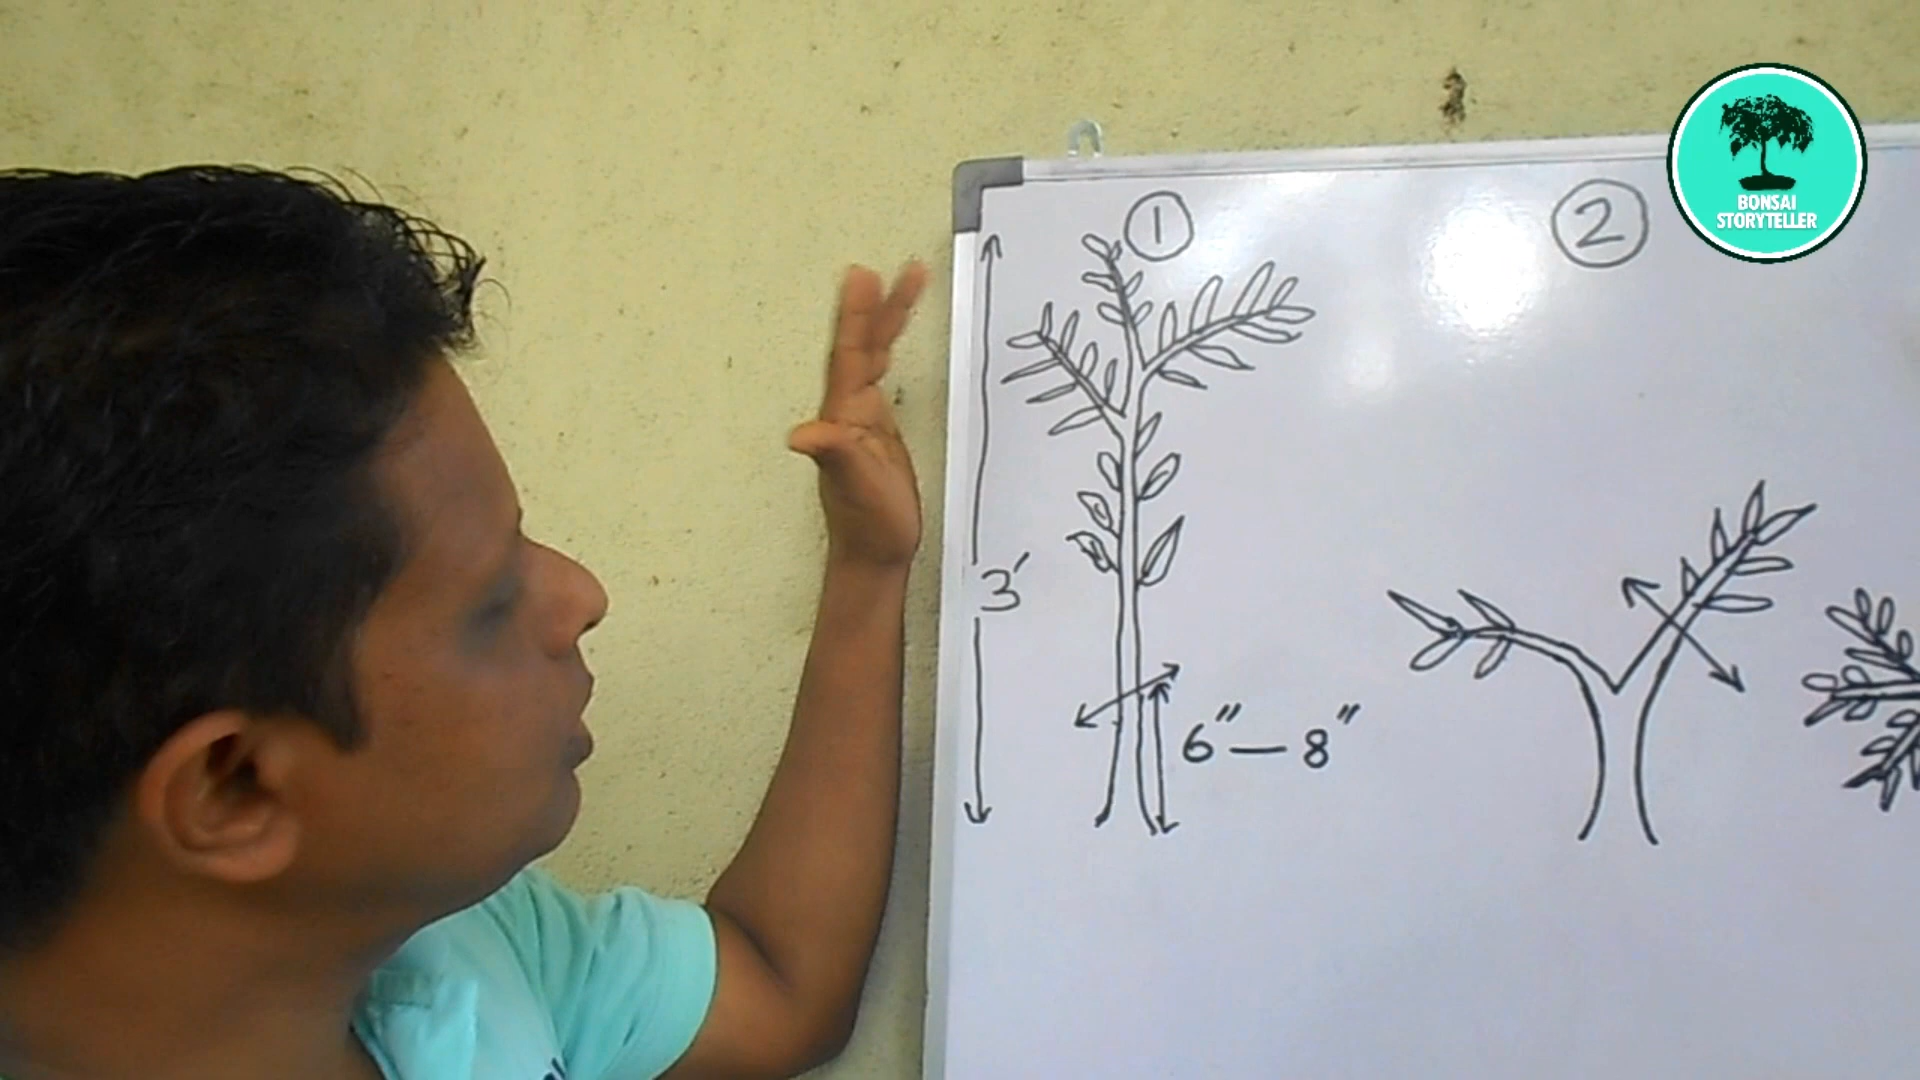 1
2
BONSAI
STORYTELLER
3'
6" — 8"